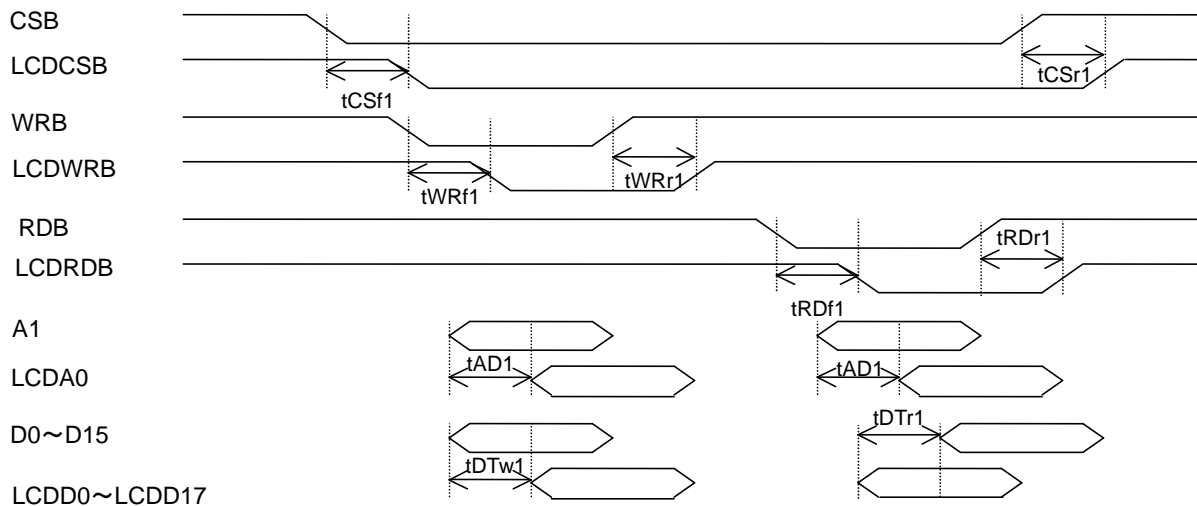 CSB
LCDCSB
tCSf1
tCSr1
WRB
LCDWRB
tWRf1
tWRr1
RDB
LCDRDB
tRDf1
tRDr1
A1
LCDA0
tAD1
tAD1
D0～D15
LCDD0～LCDD17
tDTw1
tDTr1